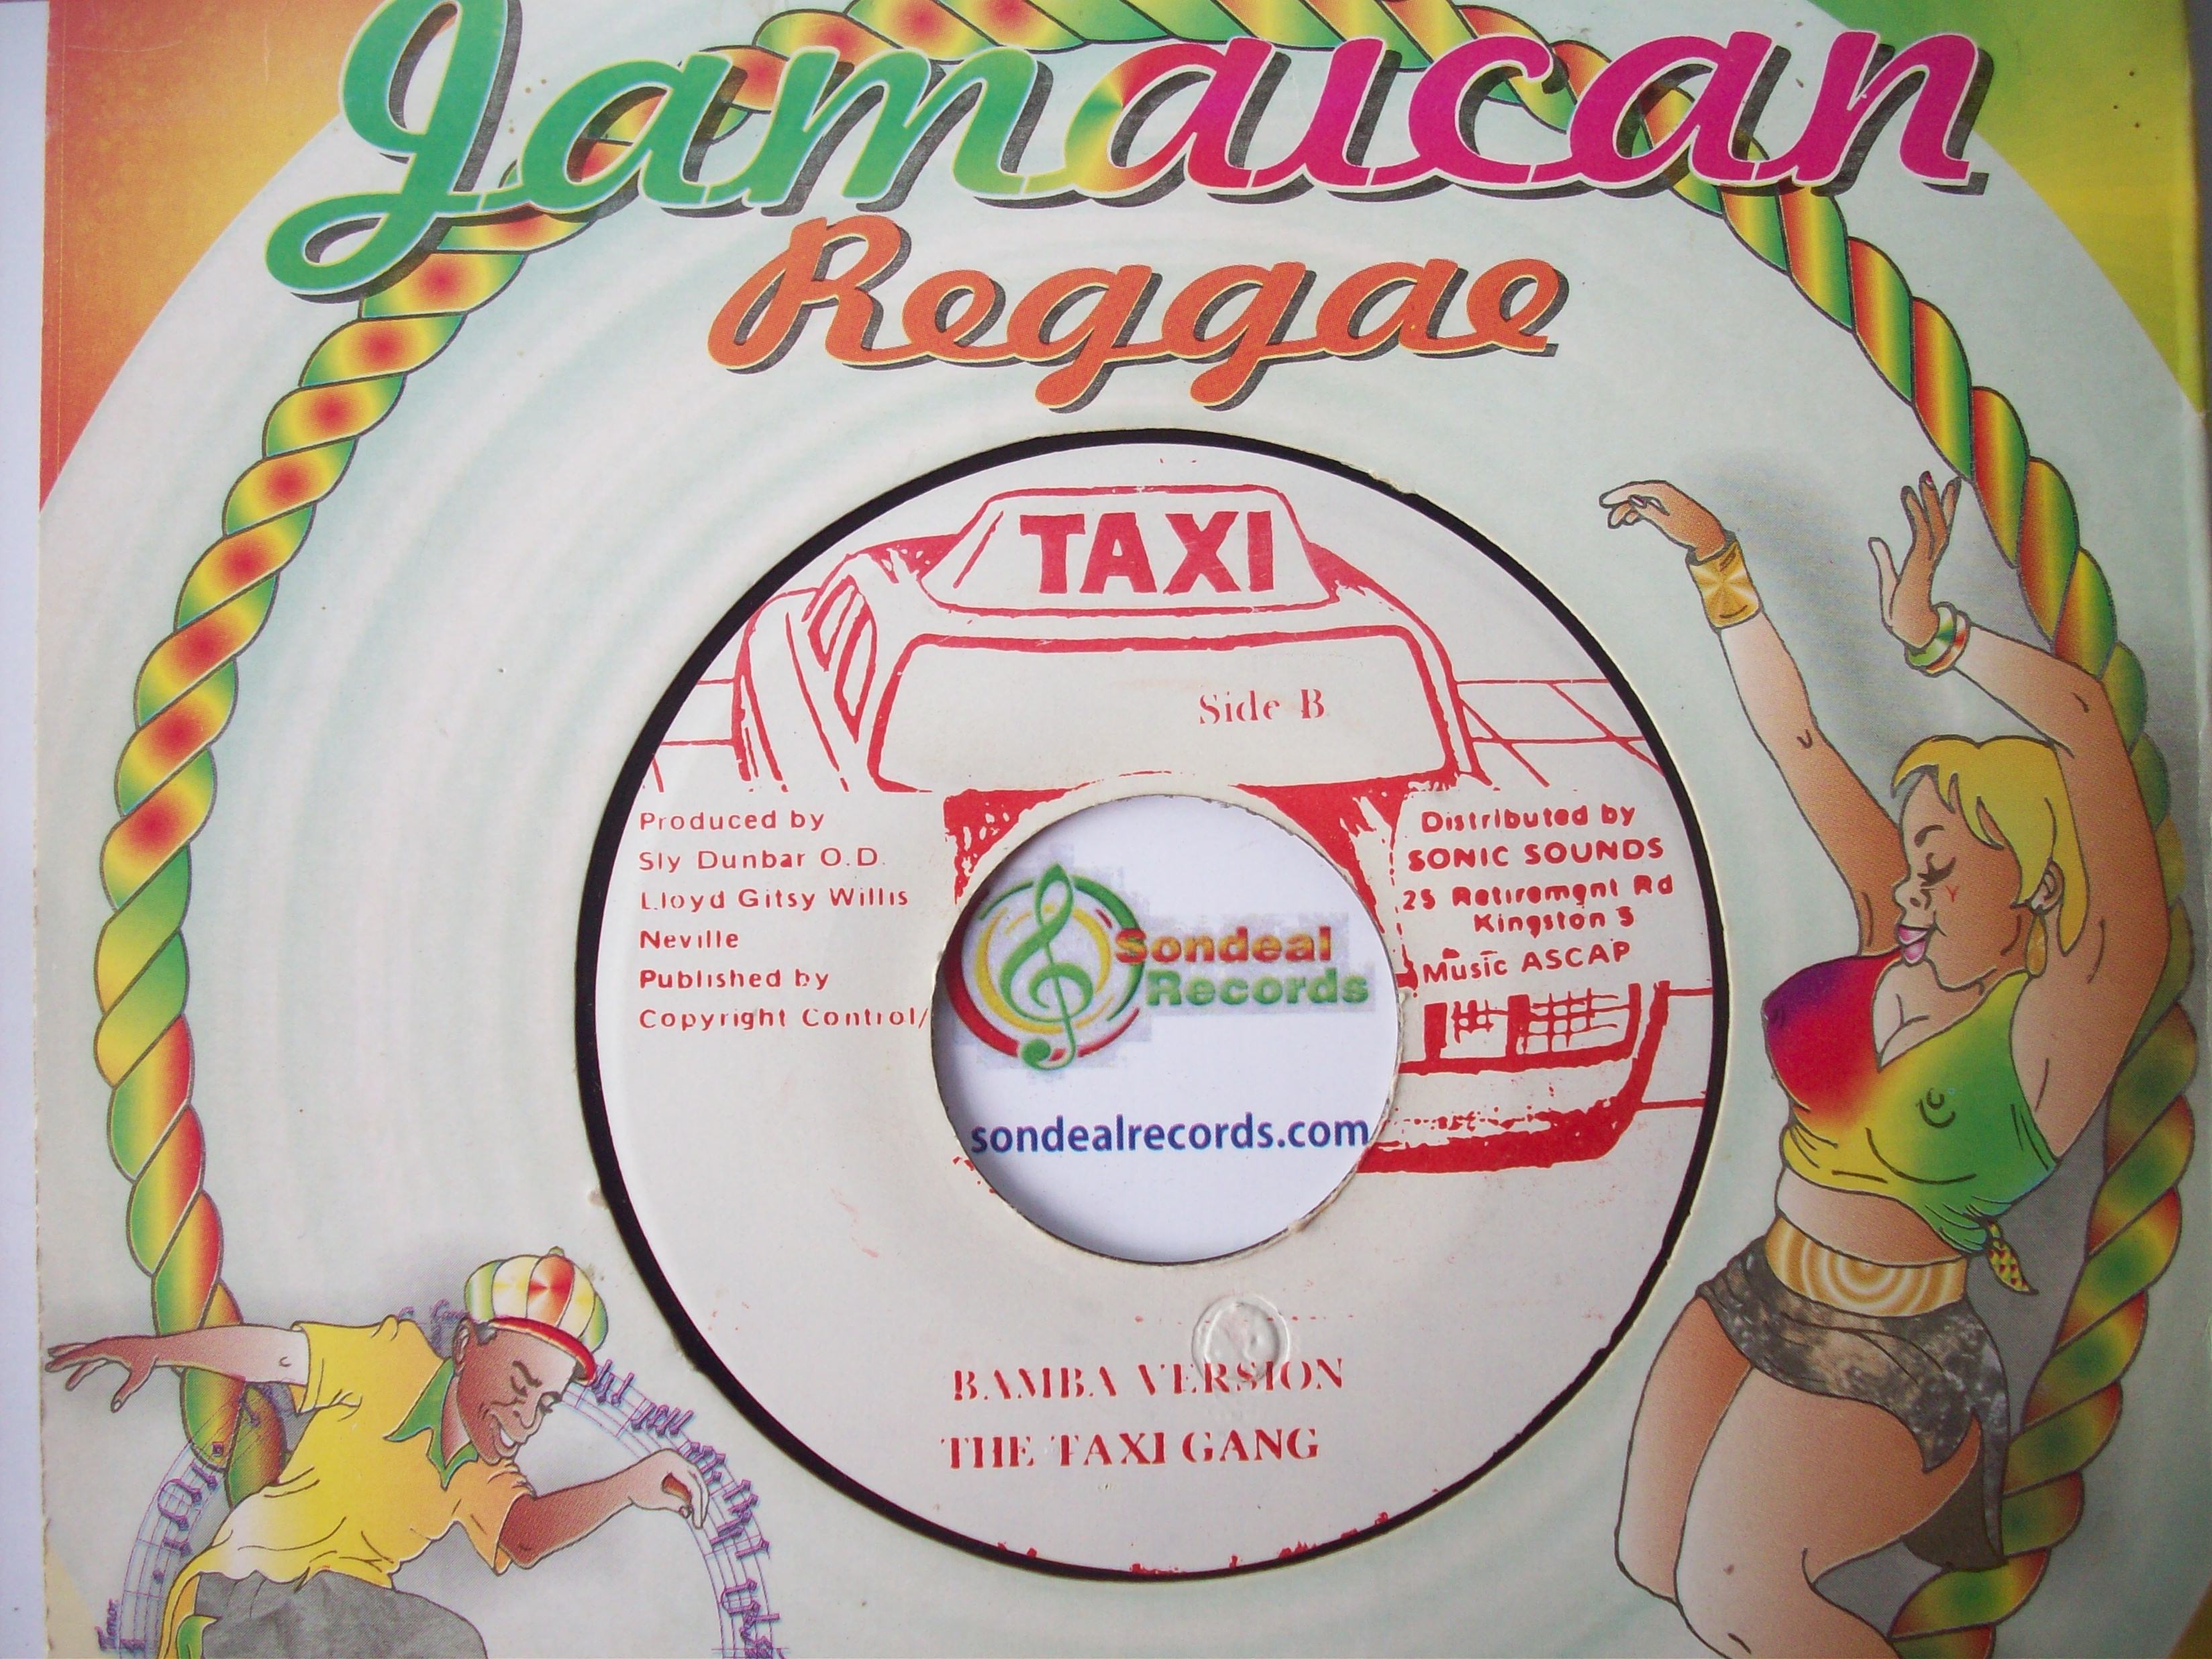 Jamaican
Reggae
TAXI
Side B
Produced by
Sly Dunbar O.D.
Lloyd Gitsy Willis
Neville
Published by
Copyright Control/
Distributed by
SONIC SOUNDS
25 Retirement Rd
Kingston 5
Music ASCAP
Sondeal
Records
sondealrecords.com
BAMBA VERSION
THE TAXI GANG
Tenor